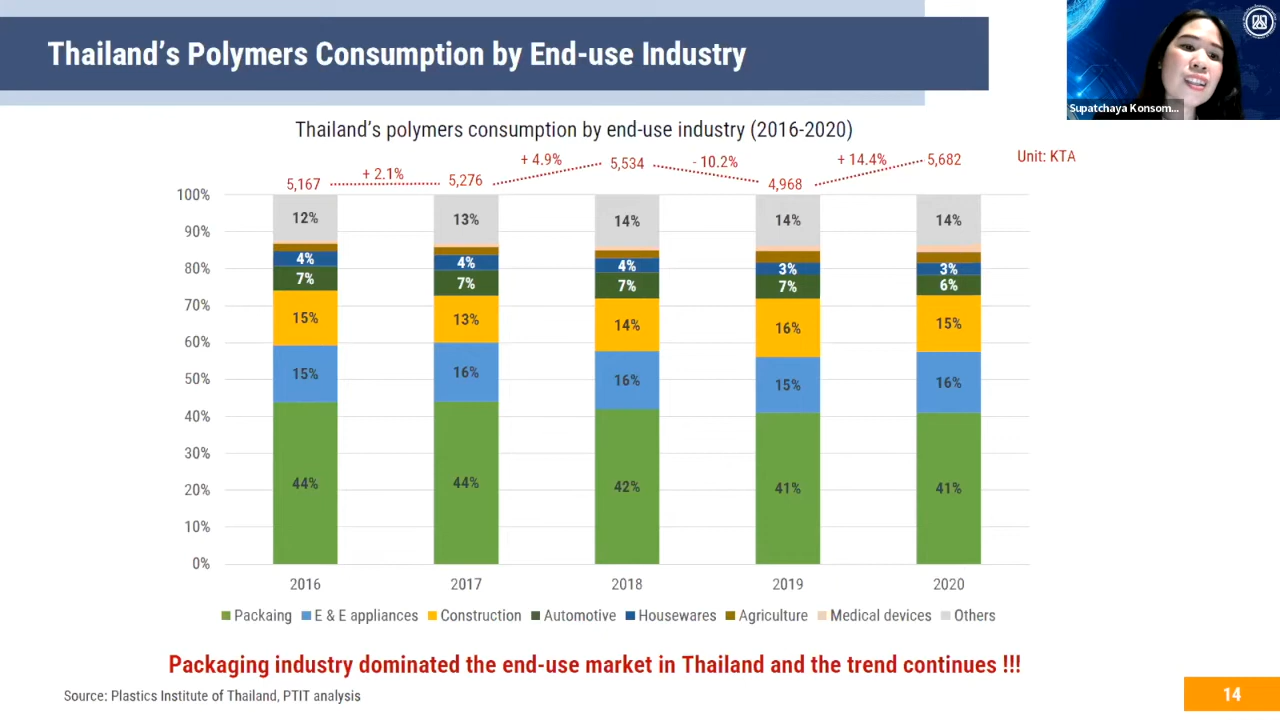 Thailand's Polymers Consumption by End-use Industry
Supatchaya Konsom...
Thailand's polymers consumption by end-use industry (2016-2020)
Unit: KTA
5,167 + 2.1% 5,276 + 4.9% 5,534 - 10.2% 4,968 + 14.4% 5,682
100%
90%
80%
70%
60%
50%
40%
30%
20%
10%
0%
12% 13% 14% 14% 14%
4% 4% 4% 3% 3%
7% 7% 7% 7% 6%
15% 13% 14% 16% 15%
15% 16% 16% 15% 16%
44% 44% 42% 41% 41%
2016 2017 2018 2019 2020
Packaing E & E appliances Construction Automotive Housewares Agriculture Medical devices Others
Packaging industry dominated the end-use market in Thailand and the trend continues !!!
Source: Plastics Institute of Thailand, PTIT analysis
14